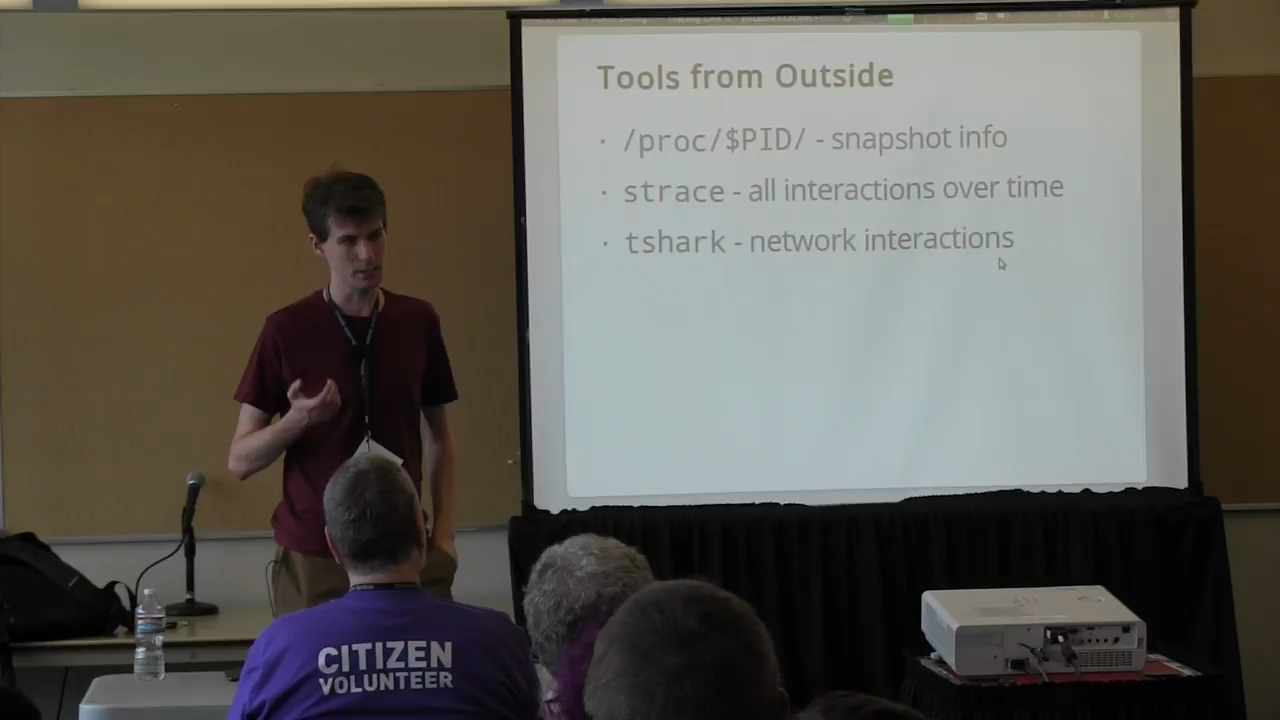 Tools from Outside
· /proc/$PID/ - snapshot info
· strace - all interactions over time
· tshark - network interactions
CITIZEN
VOLUNTEER